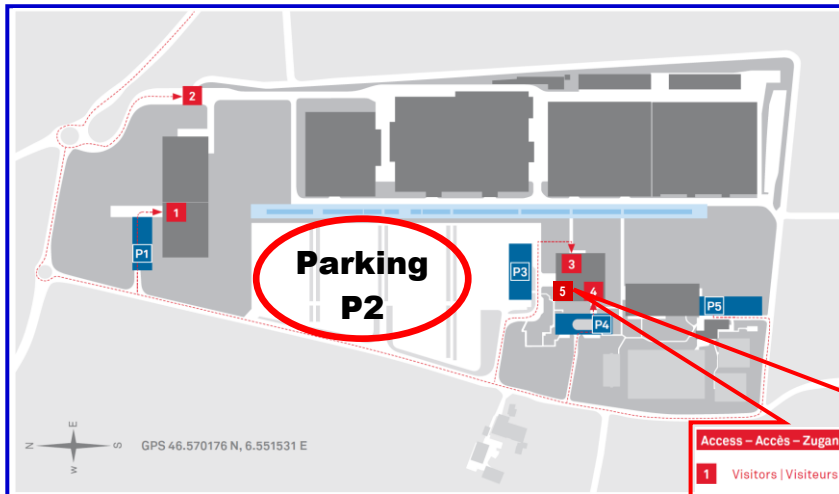 2
1
P1
Parking
P2
P3
3
5
4
P4
P5
E
N
S
W
GPS 46.570176 N, 6.551531 E
Access – Accès – Zugan
1 Visitors | Visiteurs